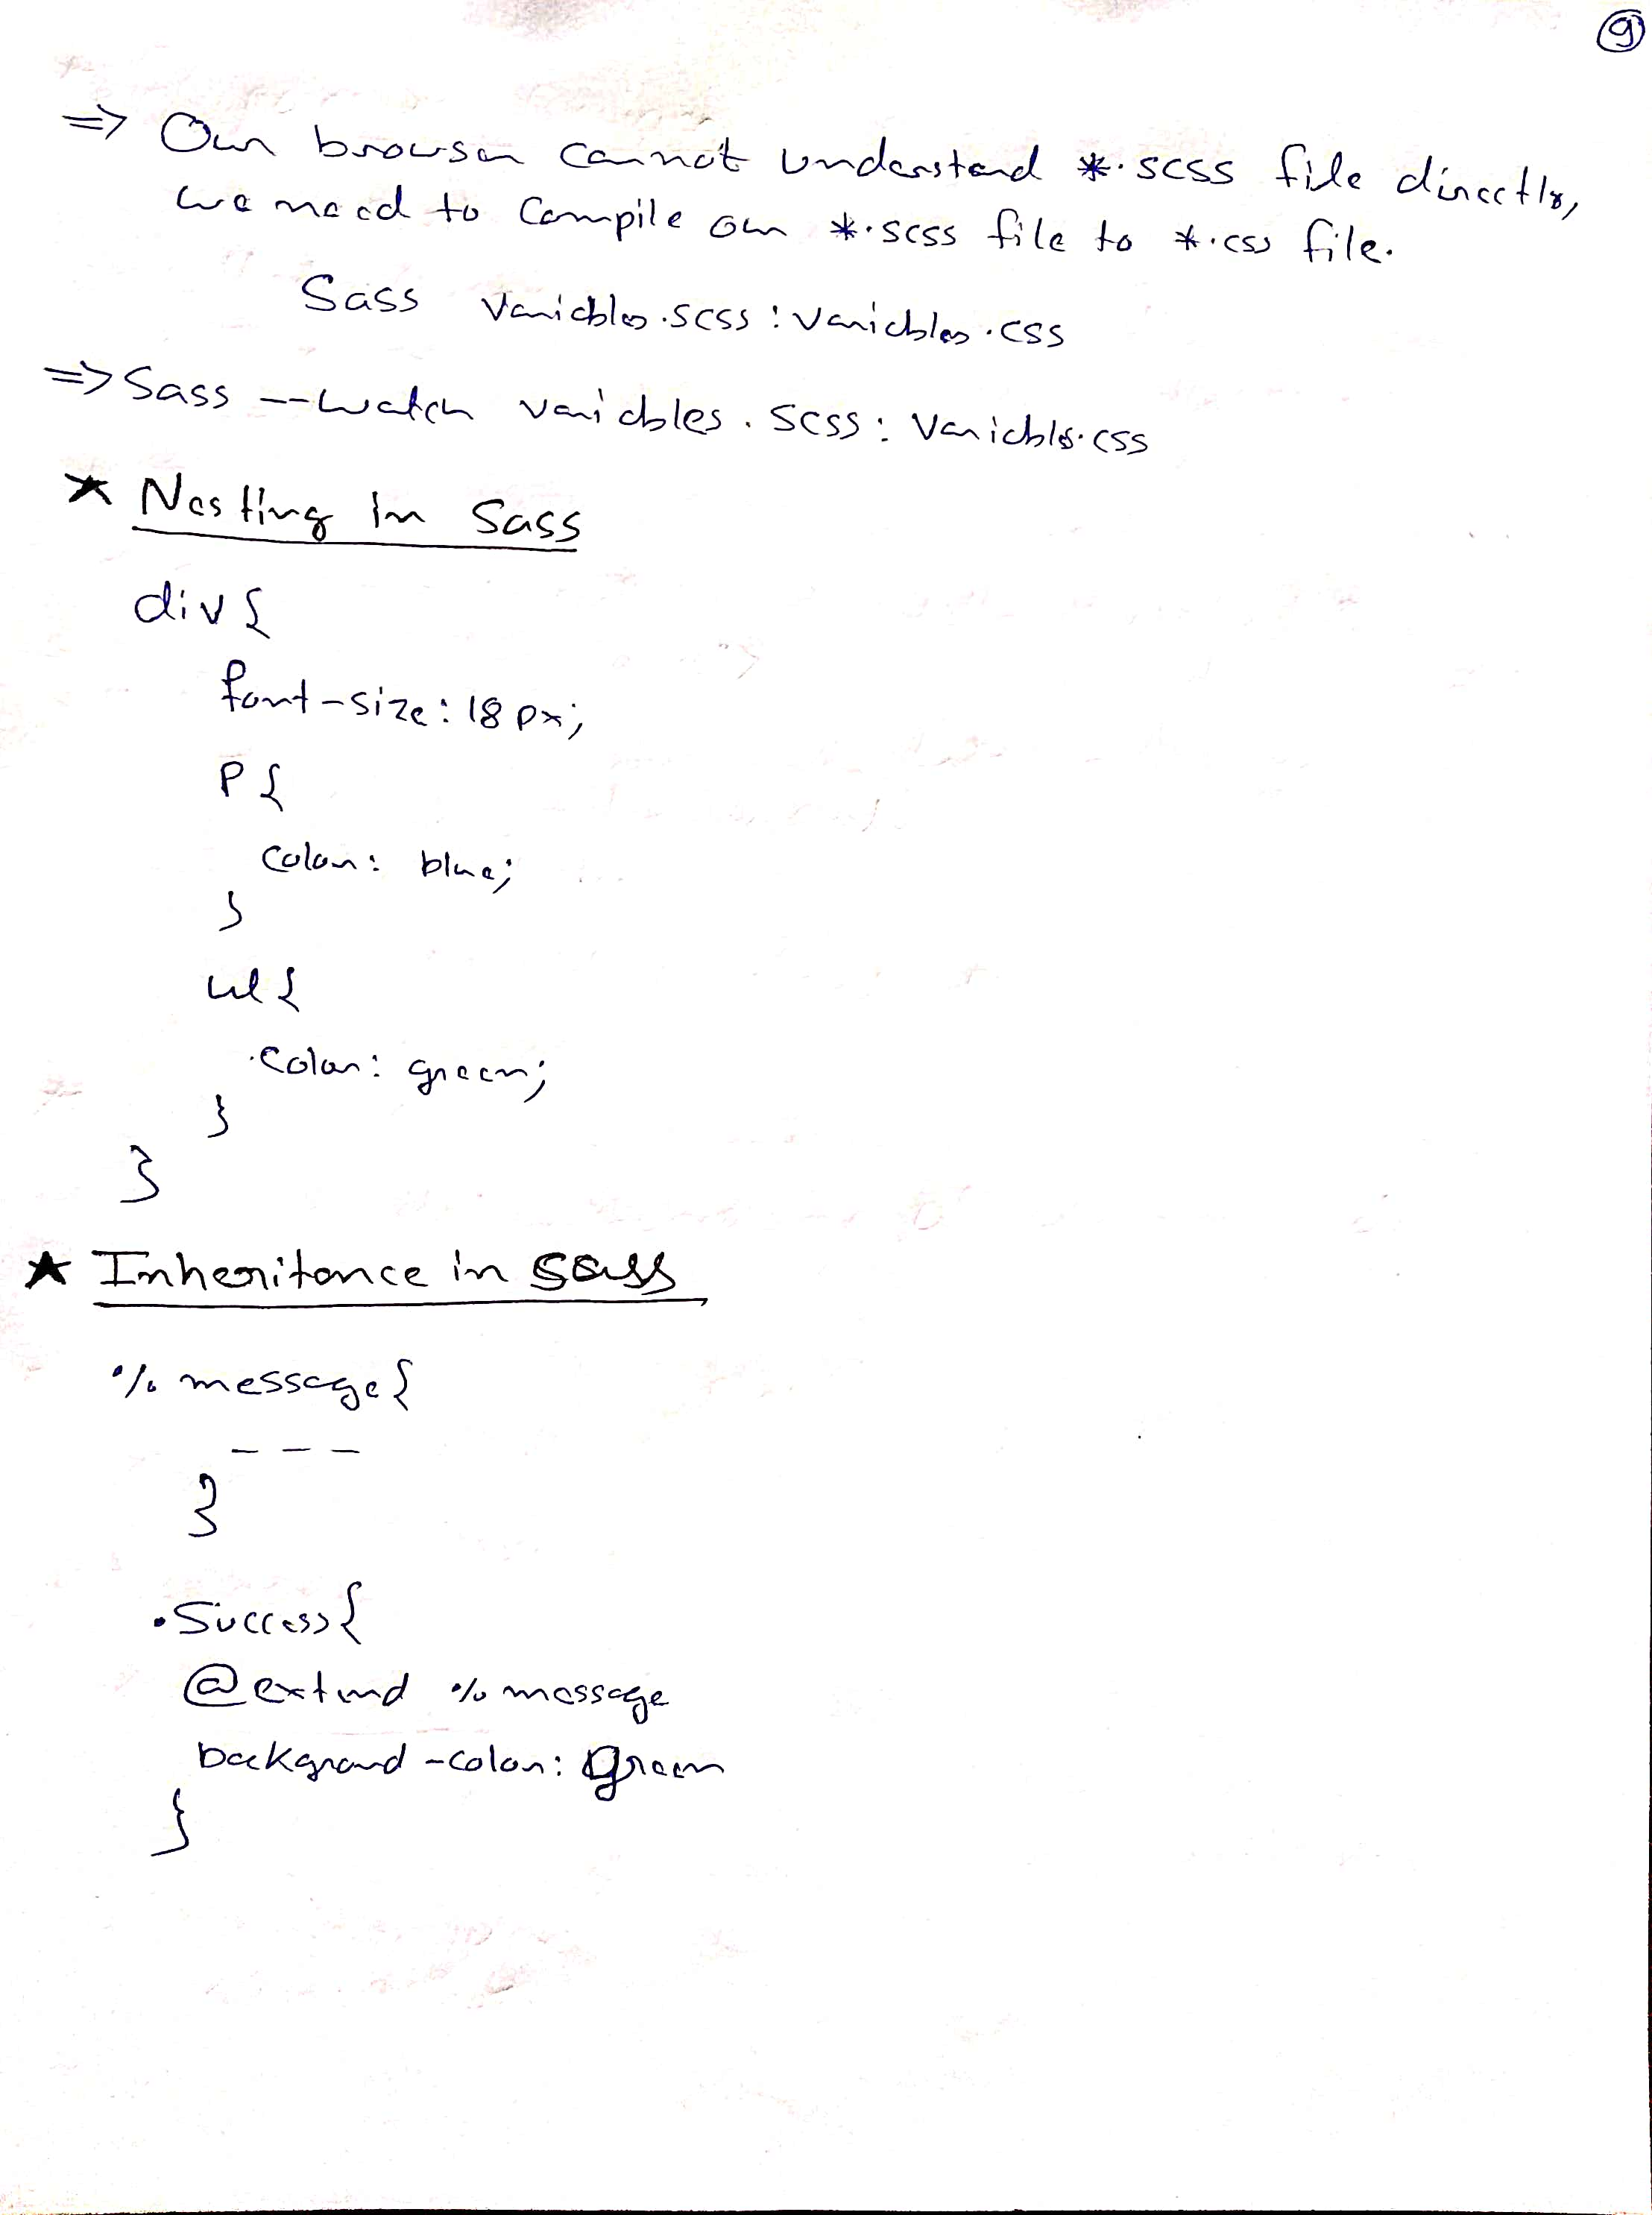 9
=> Our browser cannot understand *.scss file directly,
we need to compile our *.scss file to *.css file.
Sass variables.scss : variables.css
=> Sass --watch variables.scss : variables.css
* Nesting in Sass
div {
font-size: 18px;
P {
color: blue;
}
ul {
color: green;
}
}
★ Inheritance in sass
% message {
- - -
}
.Success {
@extend % message
background-color: green
}